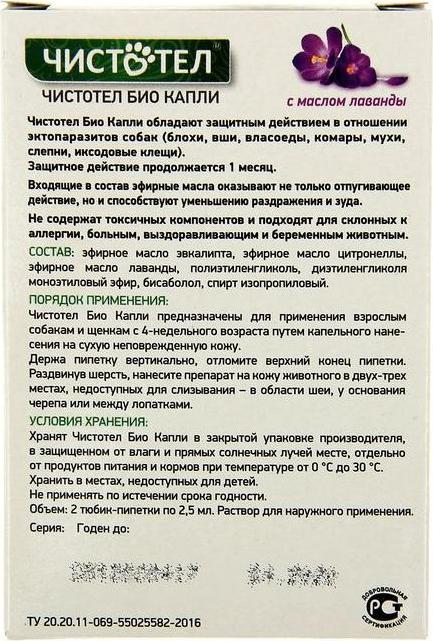 ЧИСТОТЕЛ
ЧИСТОТЕЛ БИО КАПЛИ
с маслом лаванды
Чистотел Био Капли обладают защитным действием в отношении
эктопаразитов собак (блохи, вши, власоеды, комары, мухи,
слепни, иксодовые клещи).
Защитное действие продолжается 1 месяц.
Входящие в состав эфирные масла оказывают не только отпугивающее
действие, но и способствуют уменьшению раздражения и зуда.
Не содержат токсичных компонентов и подходят для склонных к
аллергии, больным, выздоравливающим и беременным животным.
СОСТАВ: эфирное масло эвкалипта, эфирное масло цитронеллы,
эфирное масло лаванды, полиэтиленгликоль, диэтиленгликоля
моноэтиловый эфир, бисаболол, спирт изопропиловый.
ПОРЯДОК ПРИМЕНЕНИЯ:
Чистотел Био Капли предназначены для применения взрослым
собакам и щенкам с 4-недельного возраста путем капельного нане-
сения на сухую неповрежденную кожу.
Держа пипетку вертикально, отломите верхний конец пипетки.
Раздвинув шерсть, нанесите препарат на кожу животного в двух-трех
местах, недоступных для слизывания – в области шеи, у основания
черепа или между лопатками.
УСЛОВИЯ ХРАНЕНИЯ:
Хранят Чистотел Био Капли в закрытой упаковке производителя,
в защищенном от влаги и прямых солнечных лучей месте, отдельно
от продуктов питания и кормов при температуре от 0 °С до 30 °С.
Хранить в местах, недоступных для детей.
Не применять по истечении срока годности.
Объем: 2 тюбик-пипетки по 2,5 мл. Раствор для наружного применения.
Серия: Годен до:
ДОБРОВОЛЬНАЯ
РСТ
СЕРТИФИКАЦИЯ
ТУ 20.20.11-069-55025582-2016